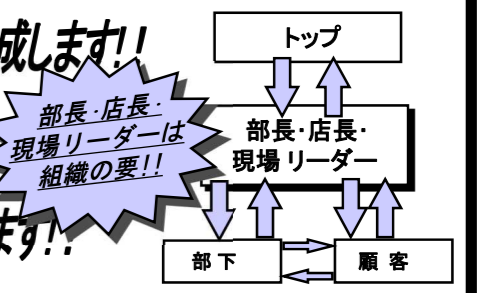 成します!!
トップ
部長・店長・
現場リーダーは
組織の要!!
部長・店長・
現場リーダー
ます!!
部下
顧客